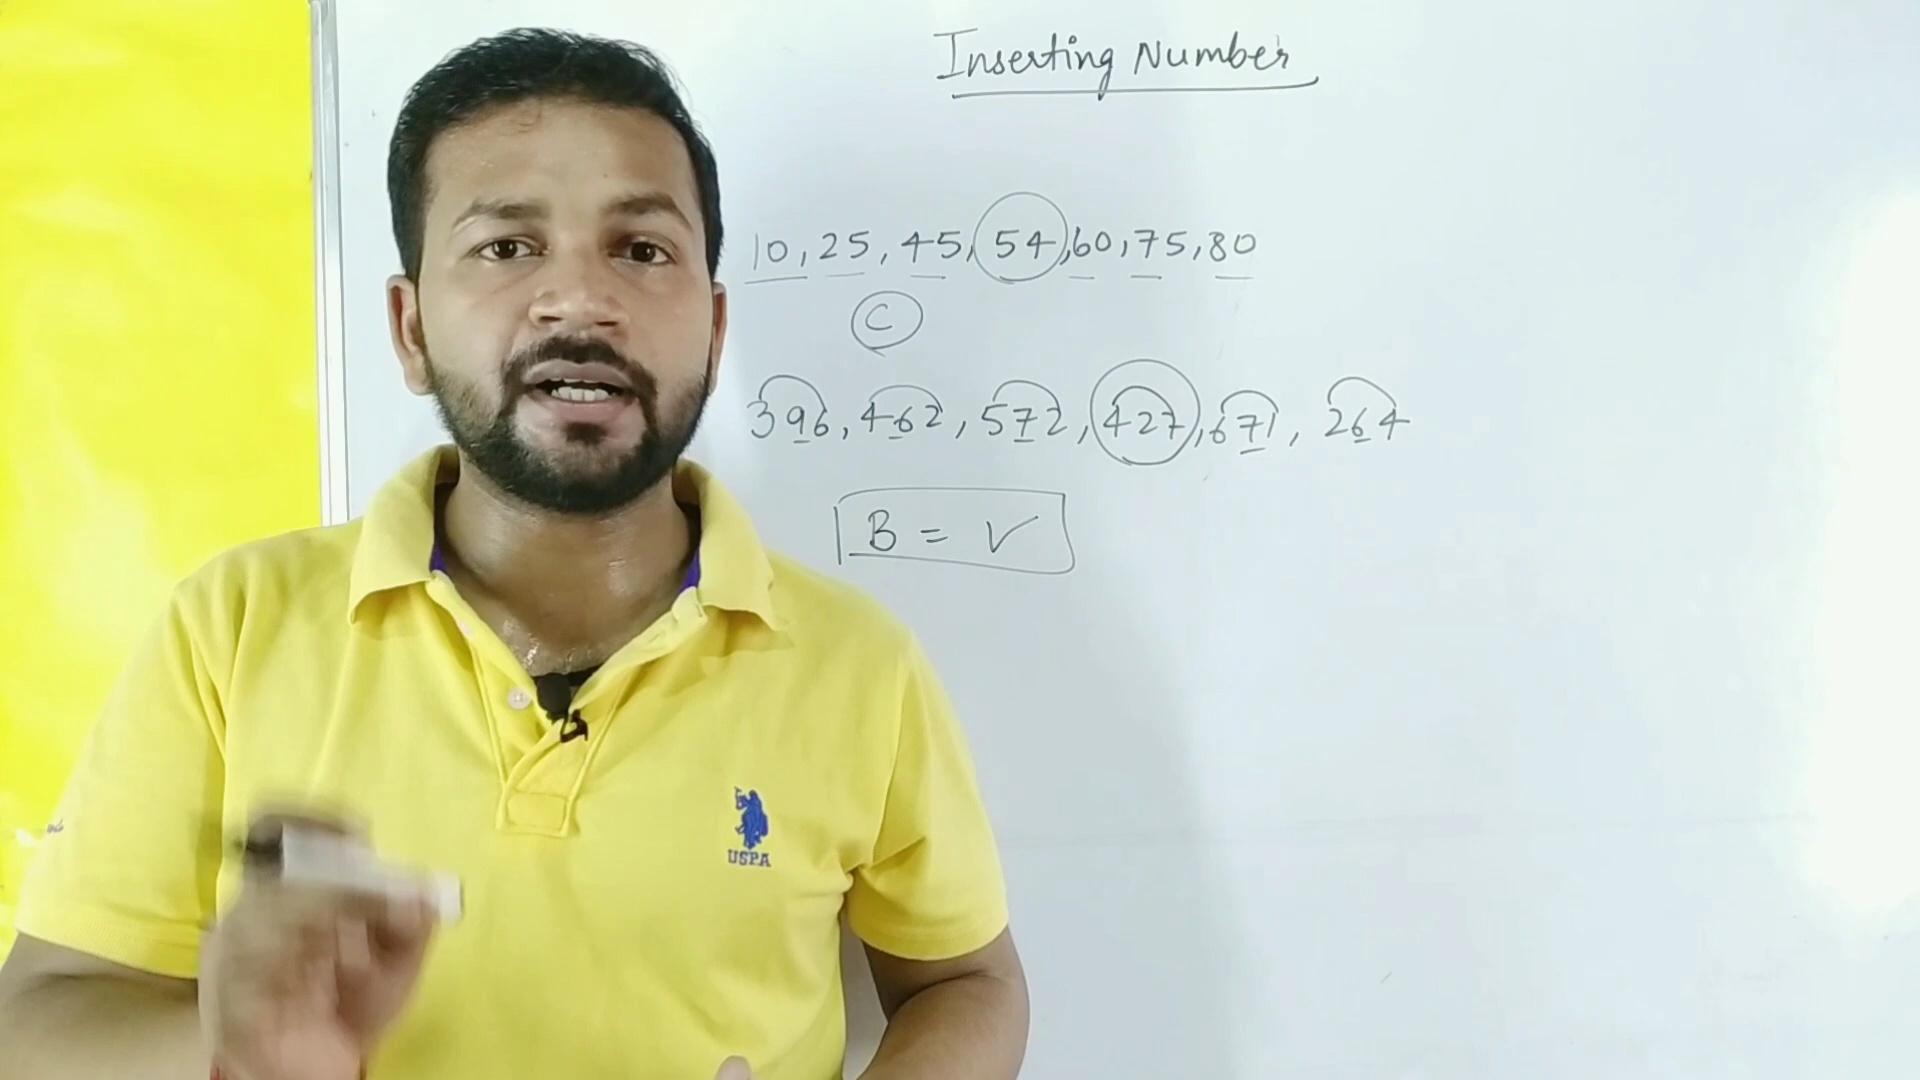 Inserting Number
10, 25, 45, 54, 60, 75, 80
C
396, 462, 572, 427, 671, 264
B = ✓
USPA